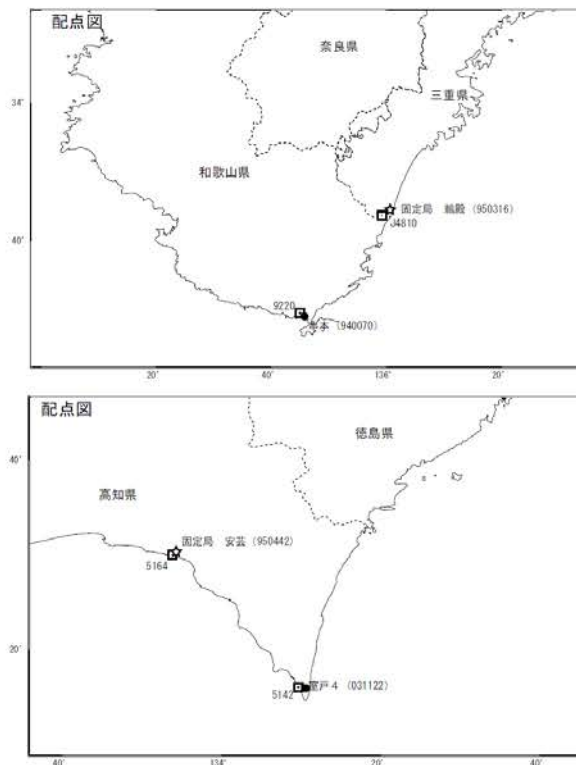 配点図
奈良県
34°
三重県
和歌山県
固定局 鵜殿 (950316)
J4810
40'
9220
串本 (940070)
20'
40'
136°
20'
配点図
徳島県
40'
高知県
固定局 安芸 (950442)
5164
20'
5142
室戸4 (031122)
40'
134°
20'
40'